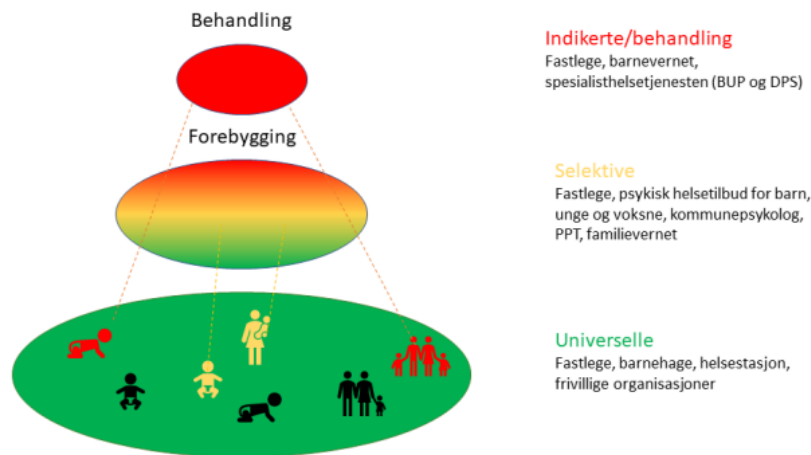 Behandling
Indikerte/behandling
Fastlege, barnevernet,
spesialisthelsetjenesten (BUP og DPS)
Forebygging
Selektive
Fastlege, psykisk helsetilbud for barn,
unge og voksne, kommunepsykolog,
PPT, familievernet
Universelle
Fastlege, barnehage, helsestasjon,
frivillige organisasjoner